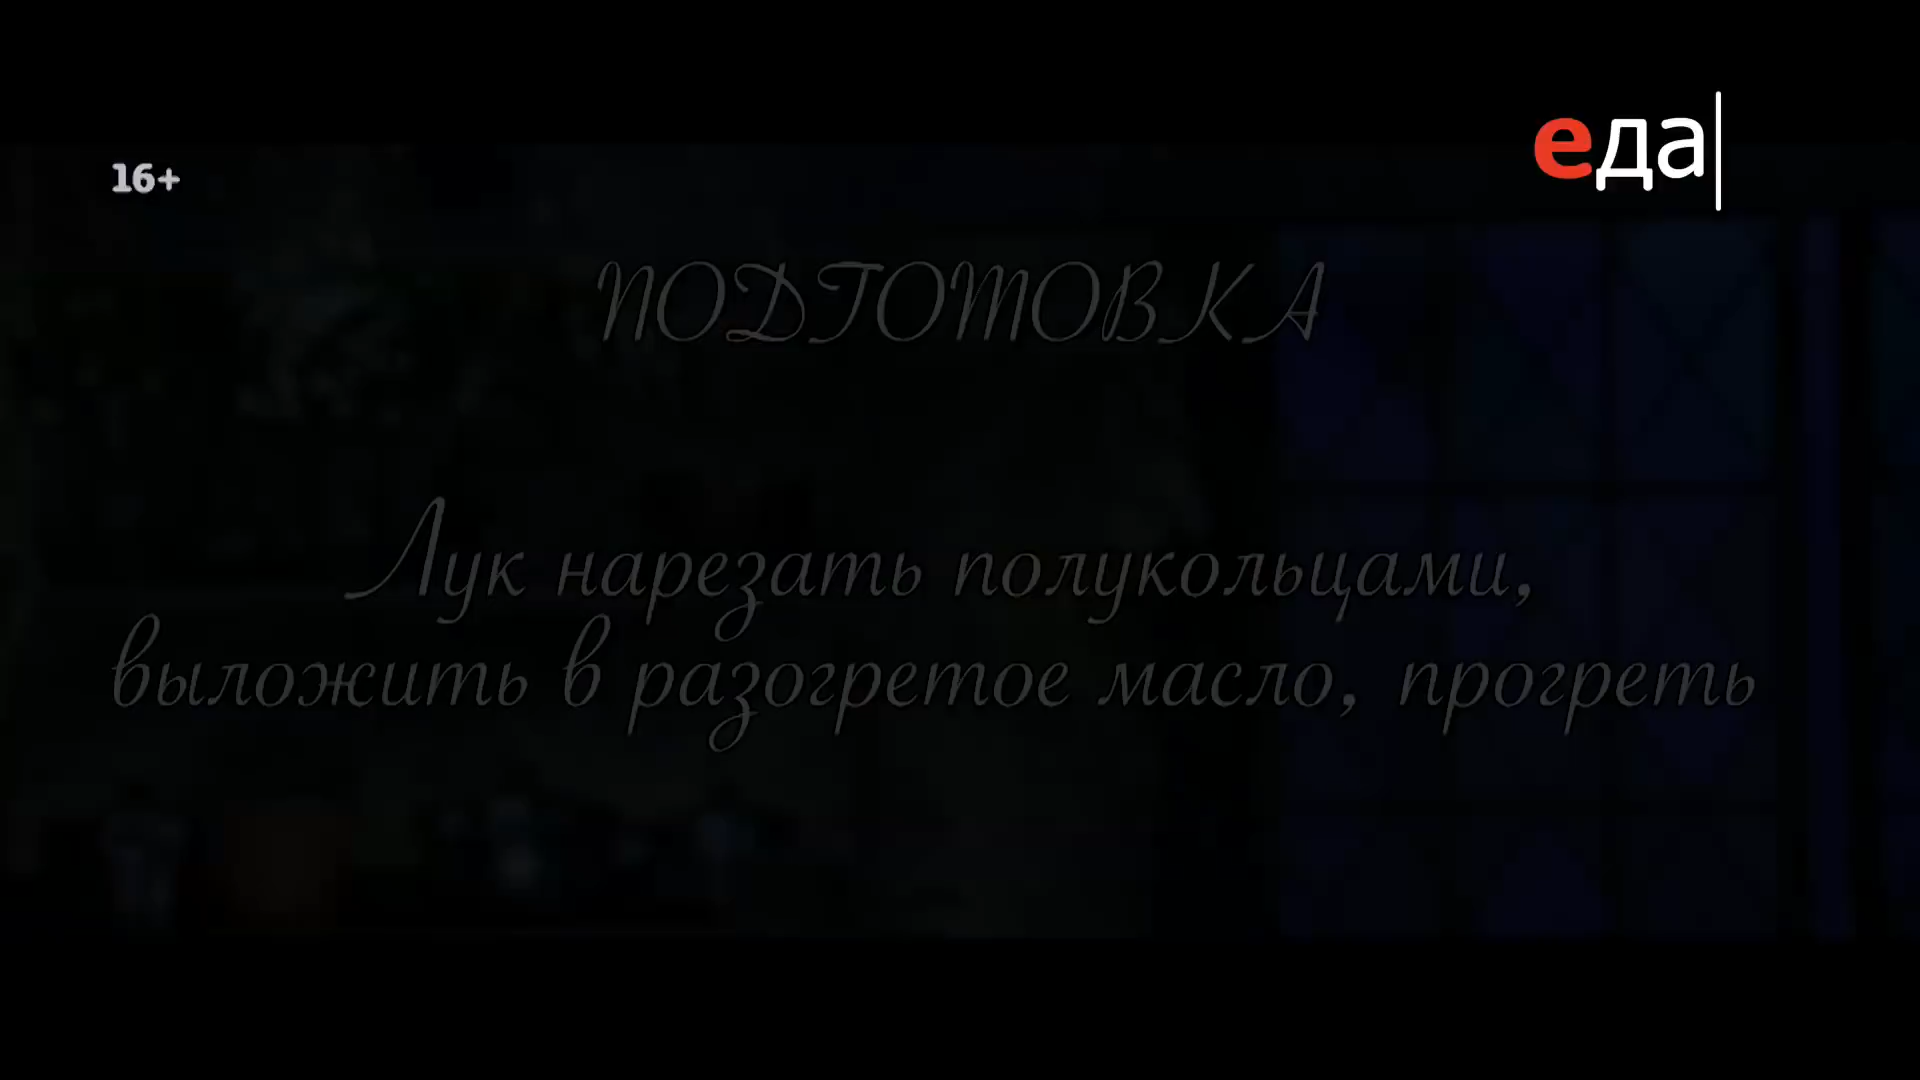 еда
16+
ПОДГОТОВКА
Лук нарезать полукольцами,
выложить в разогретое масло, прогреть